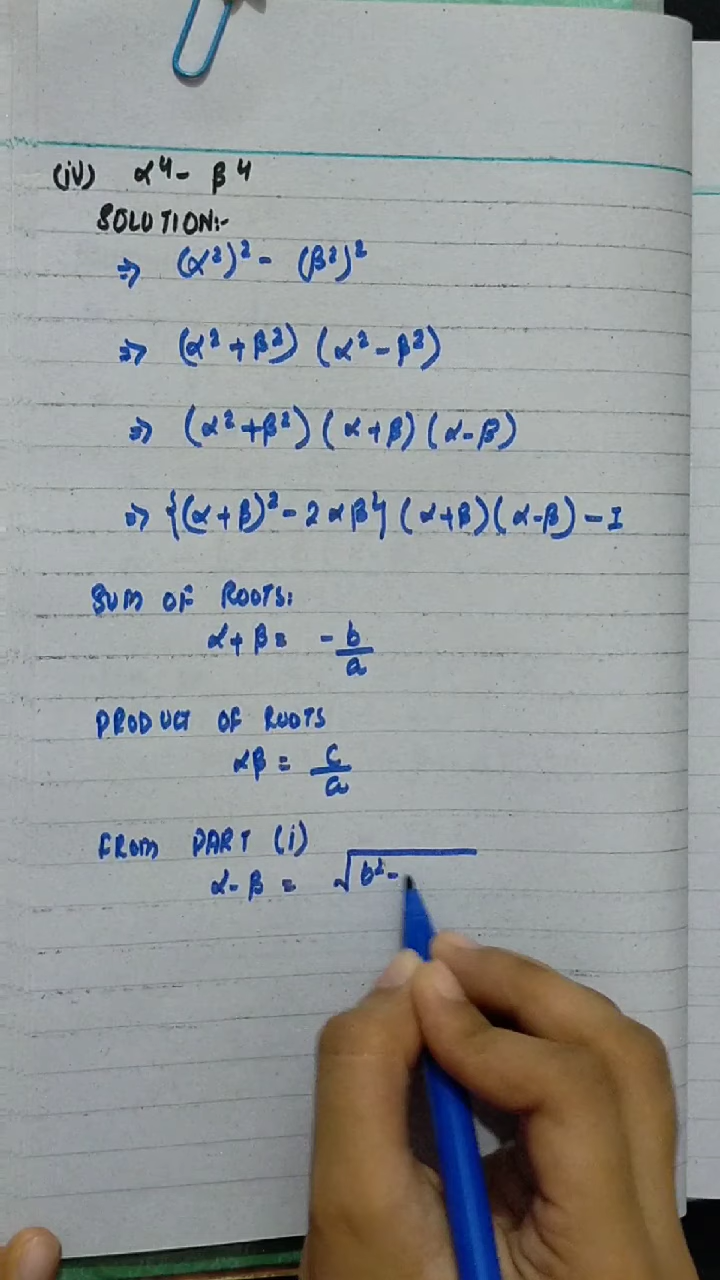 (iv) α⁴ - β⁴
SOLUTION:-
⇒ (α²)² - (β²)²
⇒ (α² + β²) (α² - β²)
⇒ (α² + β²) (α + β) (α - β)
⇒ {(α + β)² - 2αβ} (α + β) (α - β) - I
SUM OF ROOTS:
α + β = - b/a
PRODUCT OF ROOTS
αβ = c/a
FROM PART (i)
α - β = √b² -